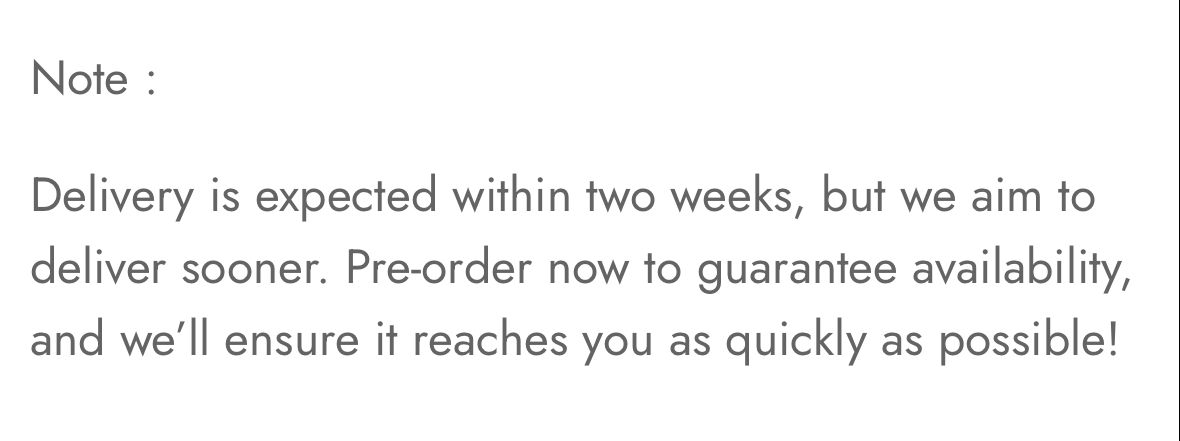 Note :
Delivery is expected within two weeks, but we aim to
deliver sooner. Pre-order now to guarantee availability,
and we’ll ensure it reaches you as quickly as possible!